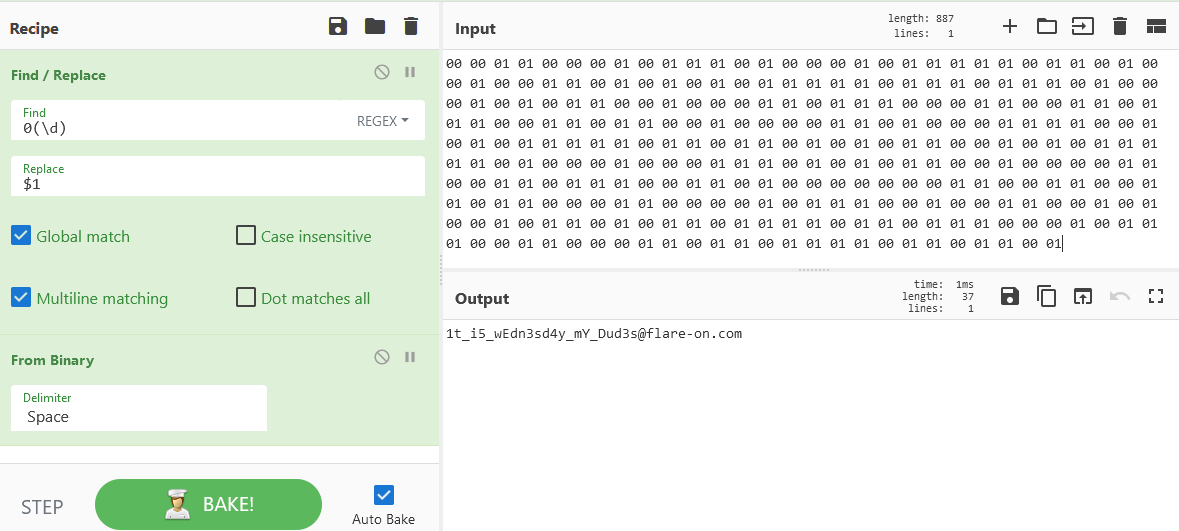 Recipe
Find / Replace
Find
0(\d)
REGEX
Replace
$1
Global match
Case insensitive
Multiline matching
Dot matches all
From Binary
Delimiter
Space
STEP
BAKE!
Auto Bake
Input
length: 887
lines: 1
00 00 01 01 00 00 00 01 00 01 01 01 00 01 00 00 00 01 00 01 01 01 01 01 00 01 01 00 01 00
00 01 00 00 01 01 00 01 00 01 00 01 00 01 01 01 01 01 00 01 01 01 00 01 01 01 00 01 00 00
00 01 00 01 00 01 01 00 00 01 00 00 00 01 01 00 01 01 01 00 00 00 01 01 00 00 01 01 00 01
01 01 00 00 01 01 00 01 01 00 00 01 00 00 00 00 01 01 00 01 00 00 00 01 01 01 01 00 00 01
00 01 00 01 01 01 01 01 00 01 01 00 01 01 00 01 00 01 00 01 01 00 00 01 00 01 00 01 01 01
01 01 00 01 00 00 00 01 00 00 00 01 01 01 00 01 00 01 00 01 01 00 00 01 00 00 00 00 01 01
00 00 01 01 00 01 01 01 00 00 01 01 00 01 00 00 00 00 00 00 00 01 01 00 00 01 01 00 00 01
01 00 01 01 00 00 00 01 01 00 00 00 00 01 00 01 01 01 00 00 01 00 00 01 01 00 00 01 00 01
00 00 01 00 01 01 00 01 00 01 01 00 01 01 01 01 00 01 01 00 01 01 01 00 00 00 01 00 01 01
01 00 00 01 01 00 00 00 01 01 00 01 01 00 01 01 01 01 00 01 01 00 01 01 00 01
Output
time: 1ms
length: 37
lines: 1
1t_i5_wEdn3sd4y_mY_Dud3s@flare-on.com